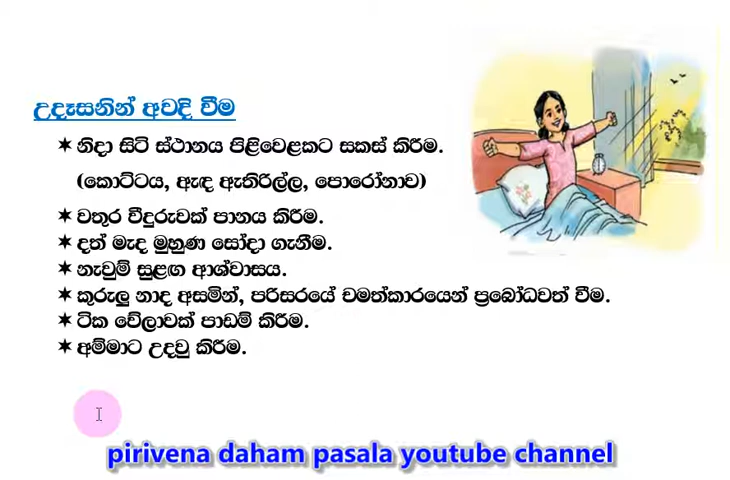 උදෑසනින් අවදි වීම
✶ නිදා සිටි ස්ථානය පිළිවෙළකට සකස් කිරීම.
(කොට්ටය, ඇඳ ඇතිරිල්ල, පොරෝනාව)
✶ වතුර වීදුරුවක් පානය කිරීම.
✶ දත් මැද මුහුණ සෝදා ගැනීම.
✶ නැවුම් සුළඟ ආශ්වාසය.
✶ කුරුලු නාද අසමින්, පරිසරයේ චමත්කාරයෙන් ප්‍රබෝධවත් වීම.
✶ ටික වේලාවක් පාඩම් කිරීම.
✶ අම්මාට උදවු කිරීම.
pirivena daham pasala youtube channel